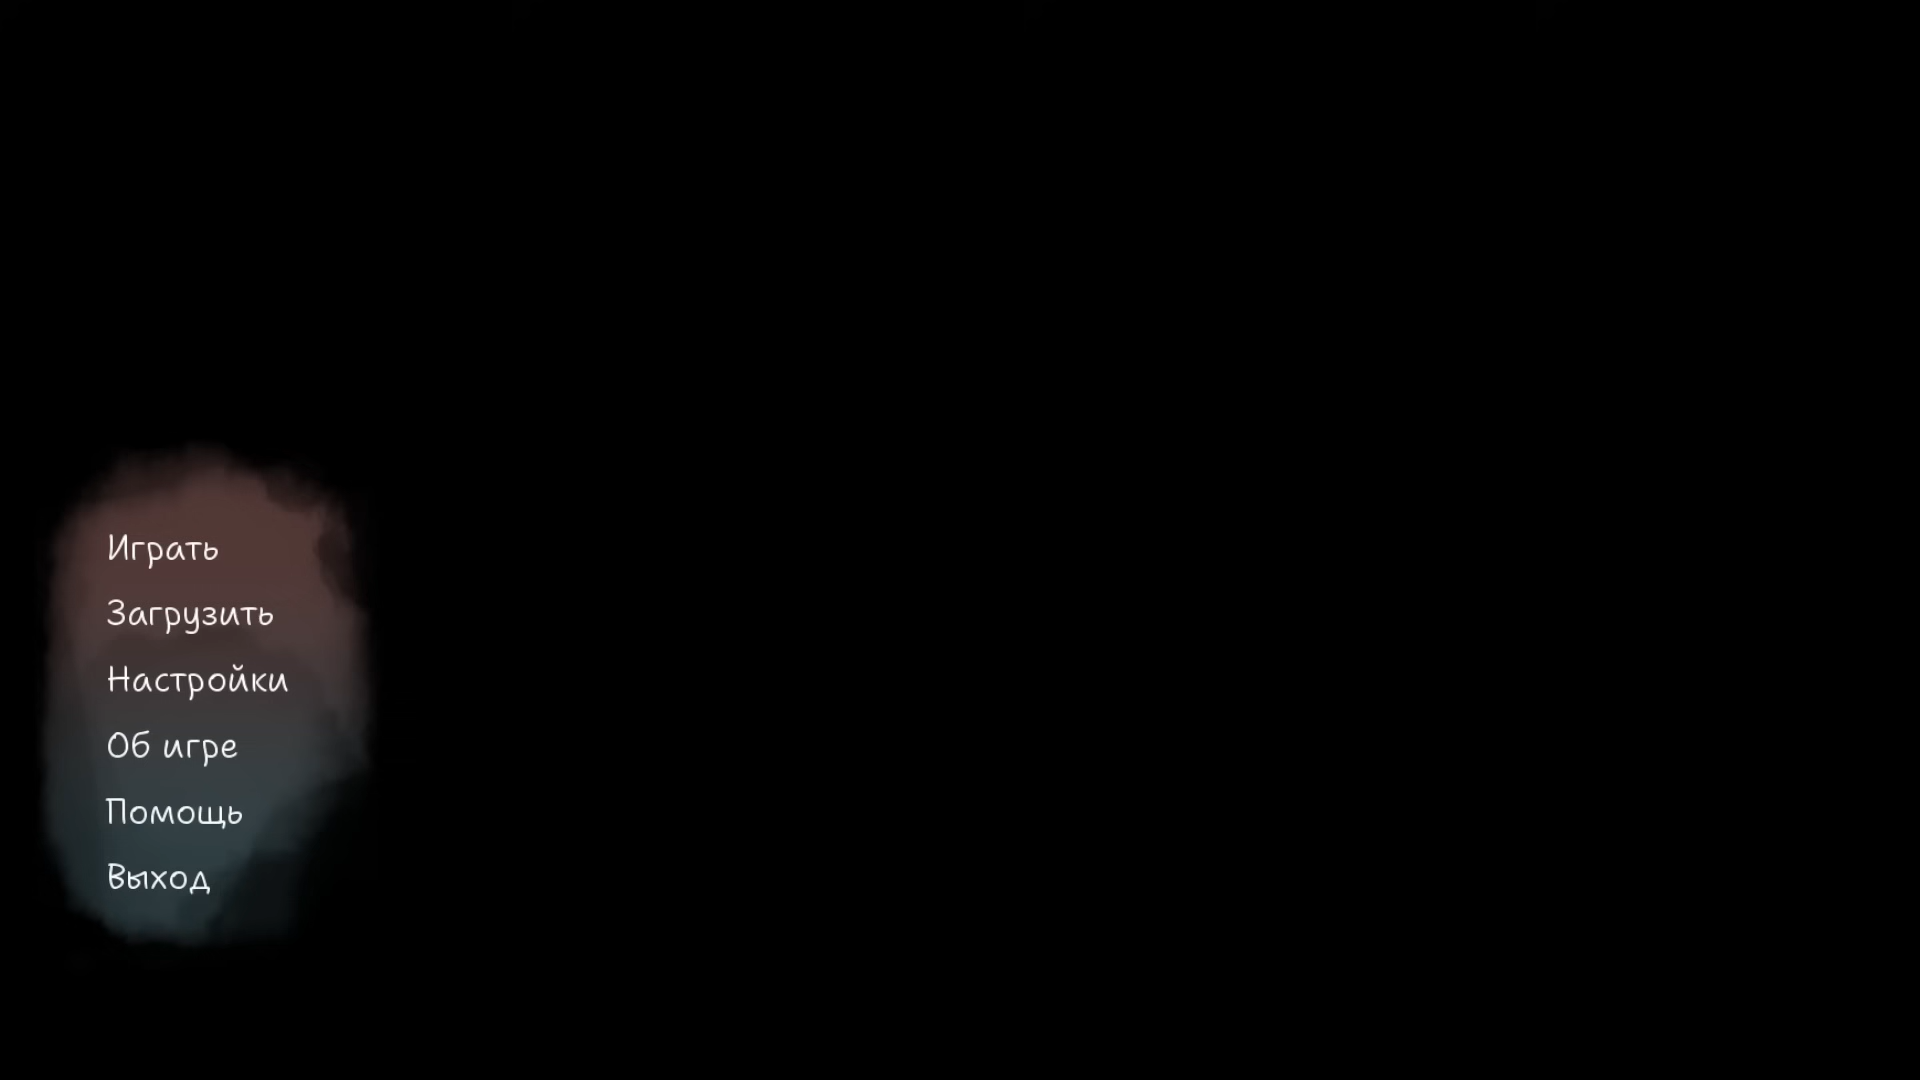 Играть
Загрузить
Настройки
Об игре
Помощь
Выход